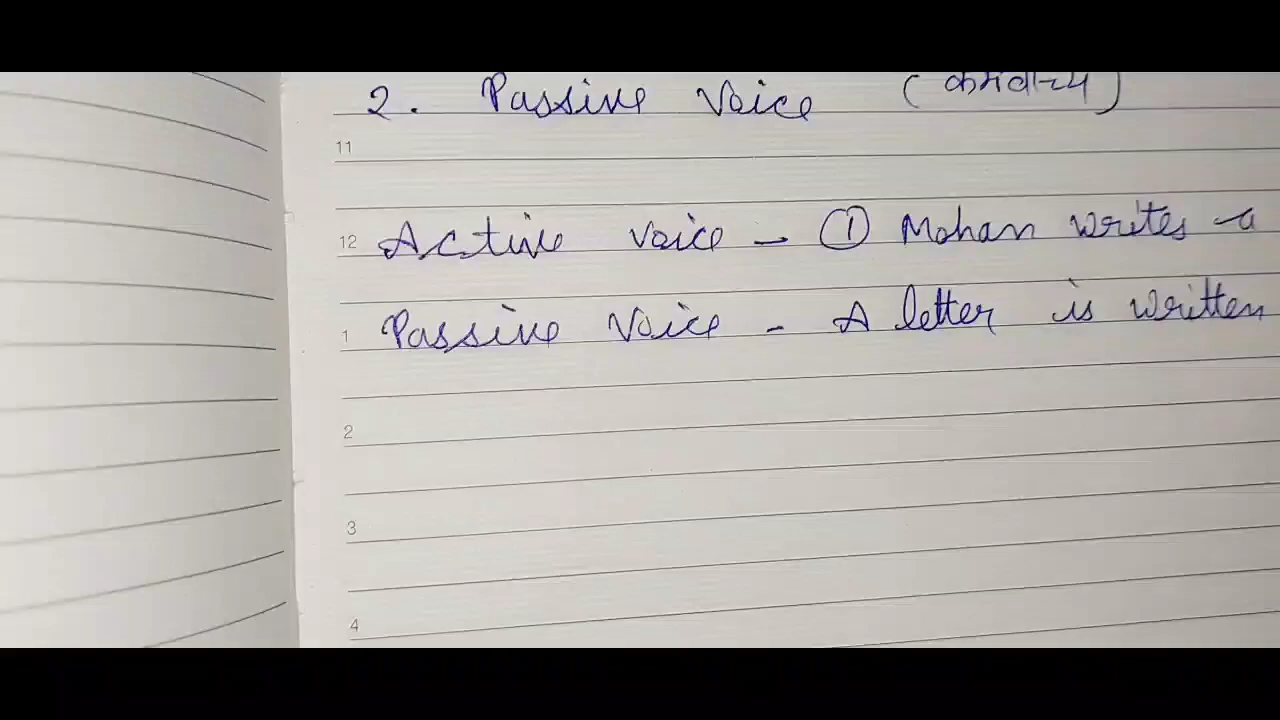 2. Passive Voice (कर्मवाच्य)
11
12 Active Voice - ① Mohan writes a
1 Passive Voice - A letter is written
2
3
4